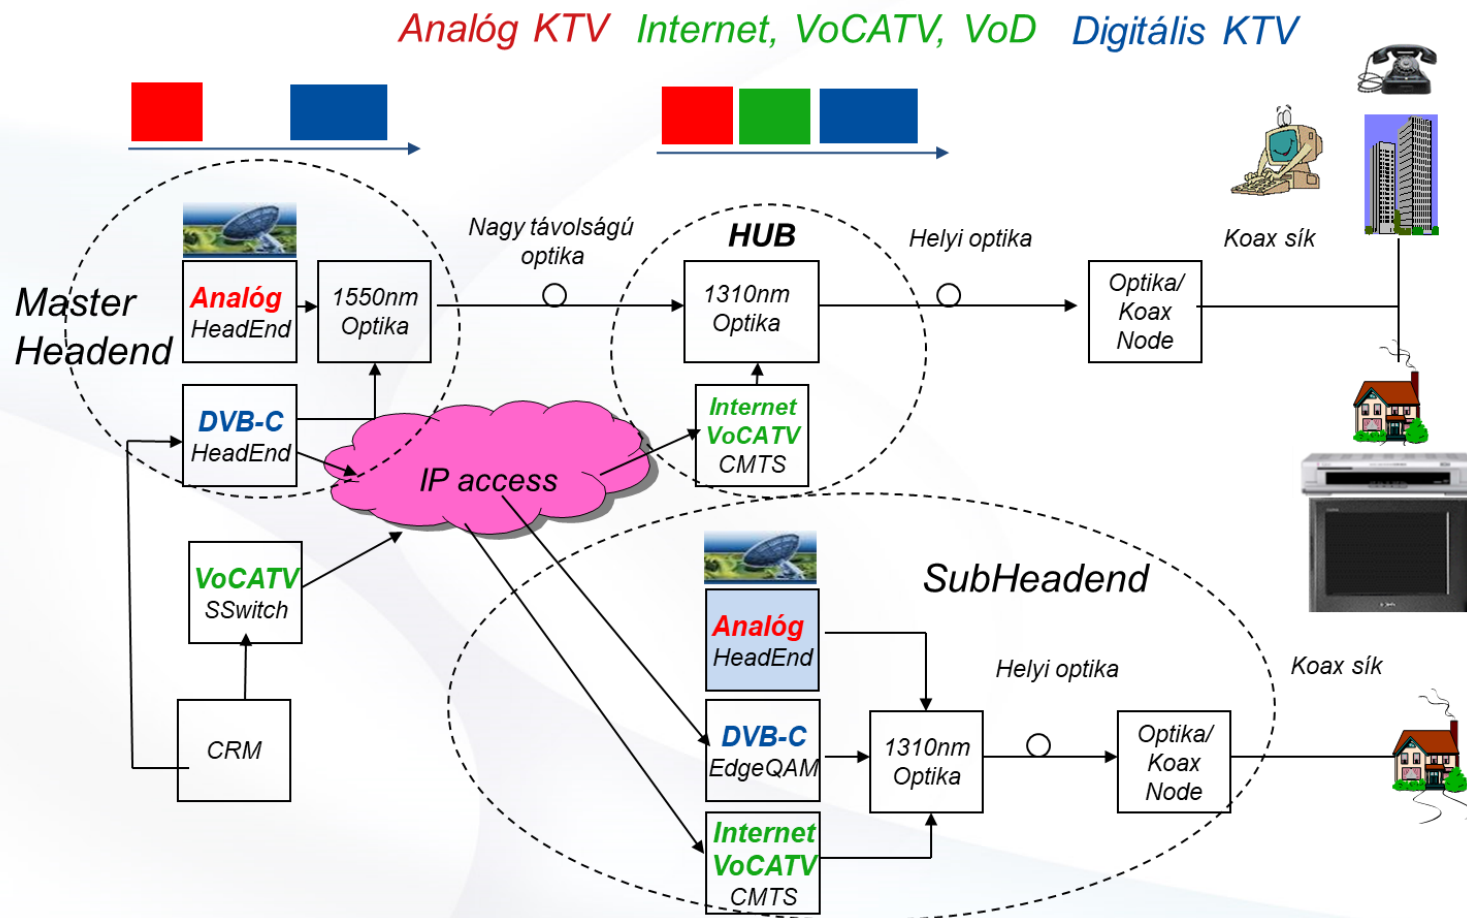 Analóg KTV Internet, VoCATV, VoD Digitális KTV
Master
Headend
Analóg
HeadEnd
1550nm
Optika
DVB-C
HeadEnd
Nagy távolságú
optika
HUB
1310nm
Optika
Internet
VoCATV
CMTS
Helyi optika
Koax sík
Optika/
Koax
Node
IP access
VoCATV
SSwitch
CRM
SubHeadend
Analóg
HeadEnd
DVB-C
EdgeQAM
Internet
VoCATV
CMTS
1310nm
Optika
Helyi optika
Optika/
Koax
Node
Koax sík